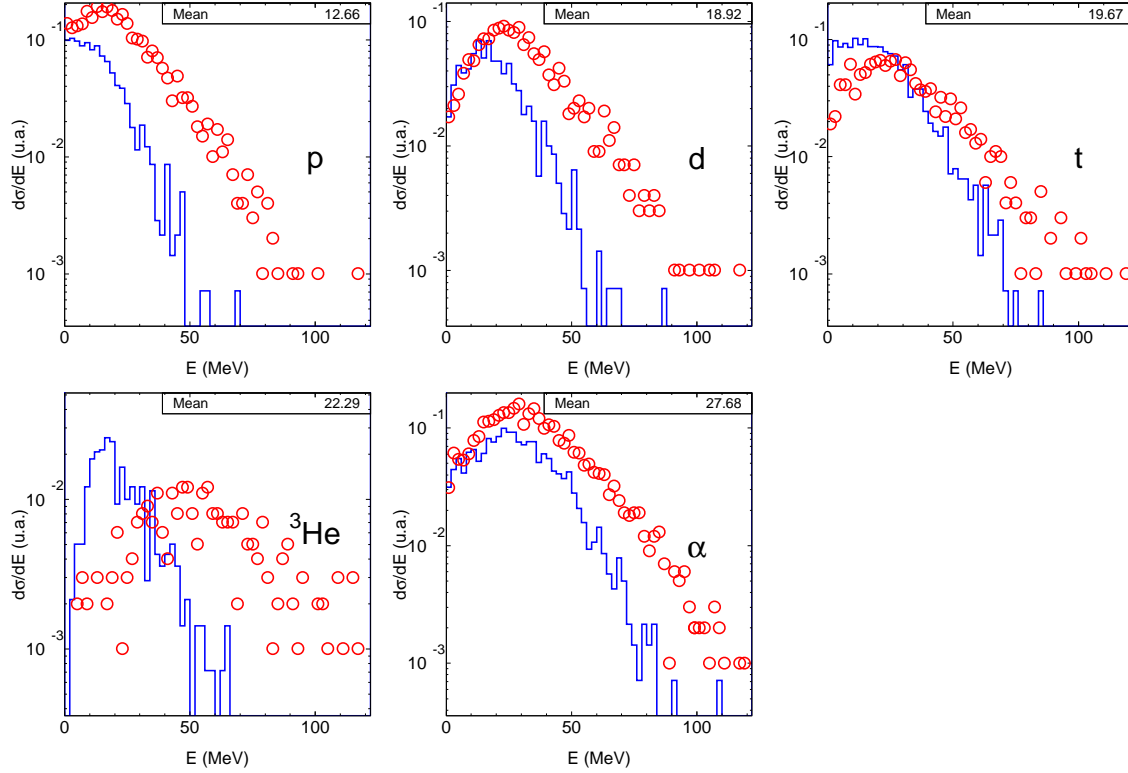 Mean 12.66
dσ/dE (u.a.)
10⁻¹
10⁻²
10⁻³
p
0 50 100
E (MeV)
Mean 18.92
dσ/dE (u.a.)
10⁻¹
10⁻²
10⁻³
d
0 50 100
E (MeV)
Mean 19.67
dσ/dE (u.a.)
10⁻¹
10⁻²
10⁻³
t
0 50 100
E (MeV)
Mean 22.29
dσ/dE (u.a.)
10⁻²
10⁻³
³He
0 50 100
E (MeV)
Mean 27.68
dσ/dE (u.a.)
10⁻¹
10⁻²
10⁻³
α
0 50 100
E (MeV)